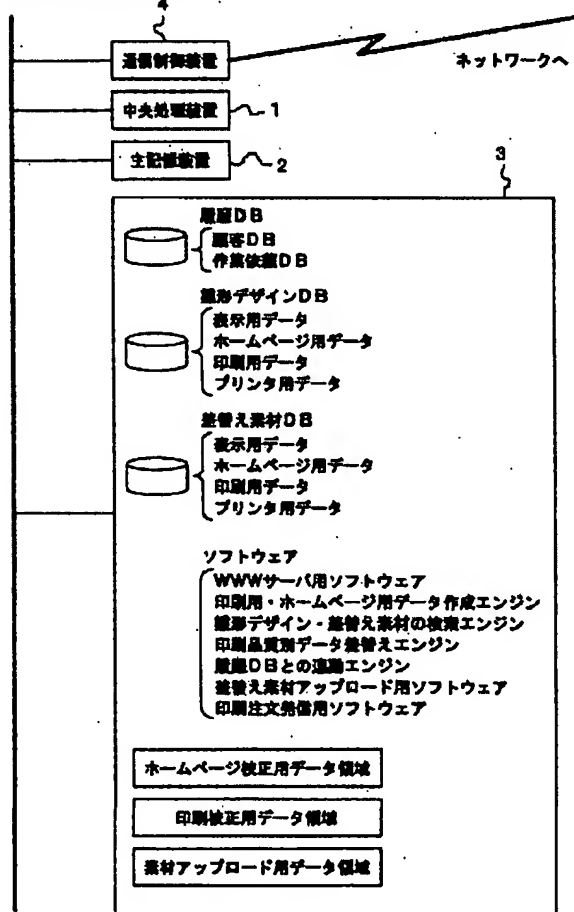 4
通信制御装置
ネットワークへ
中央処理装置
1
主記憶装置
2
3
履歴DB
顧客DB
作業依頼DB
雛形デザインDB
表示用データ
ホームページ用データ
印刷用データ
プリンタ用データ
差替え素材DB
表示用データ
ホームページ用データ
印刷用データ
プリンタ用データ
ソフトウェア
WWWサーバ用ソフトウェア
印刷用・ホームページ用データ作成エンジン
雛形デザイン・差替え素材の検索エンジン
印刷品質別データ差替えエンジン
履歴DBとの連動エンジン
差替え素材アップロード用ソフトウェア
印刷注文発信用ソフトウェア
ホームページ校正用データ領域
印刷校正用データ領域
素材アップロード用データ領域